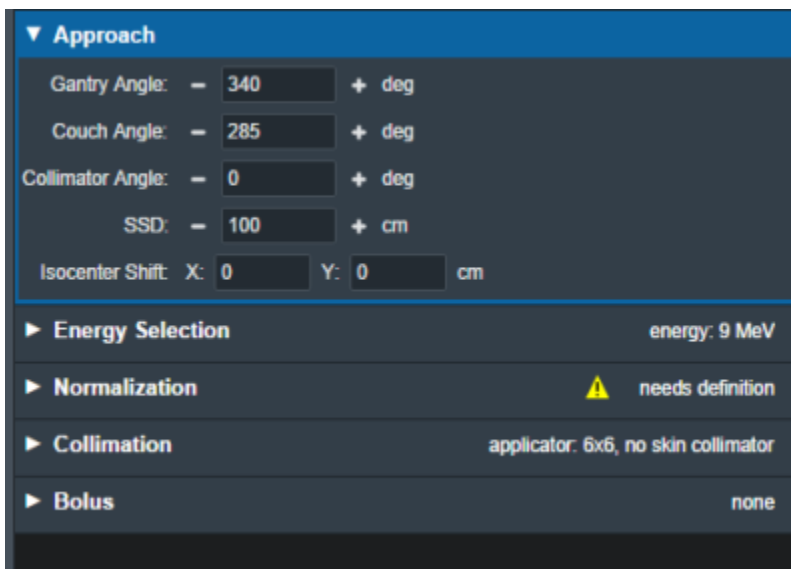 ▼ Approach
Gantry Angle: − 340 + deg
Couch Angle: − 285 + deg
Collimator Angle: − 0 + deg
SSD: − 100 + cm
Isocenter Shift: X: 0 Y: 0 cm
► Energy Selection energy: 9 MeV
► Normalization needs definition
► Collimation applicator: 6x6, no skin collimator
► Bolus none